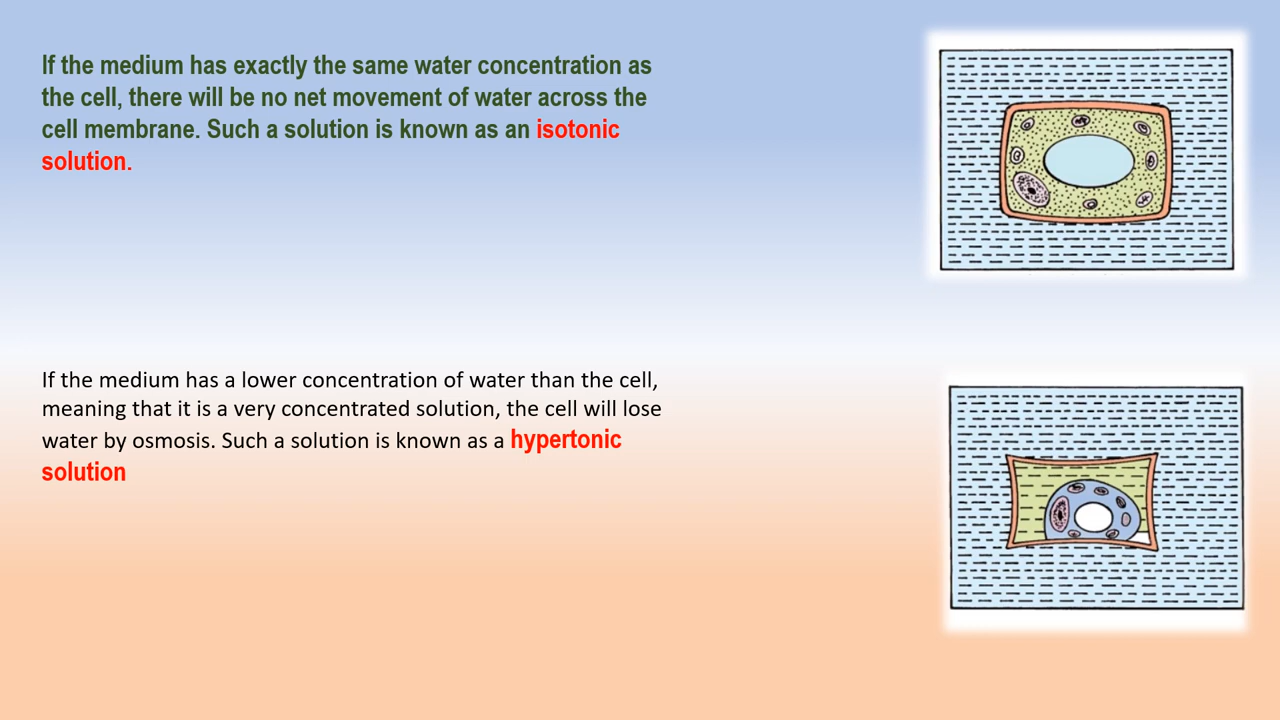 If the medium has exactly the same water concentration as
the cell, there will be no net movement of water across the
cell membrane. Such a solution is known as an isotonic
solution.
If the medium has a lower concentration of water than the cell,
meaning that it is a very concentrated solution, the cell will lose
water by osmosis. Such a solution is known as a hypertonic
solution